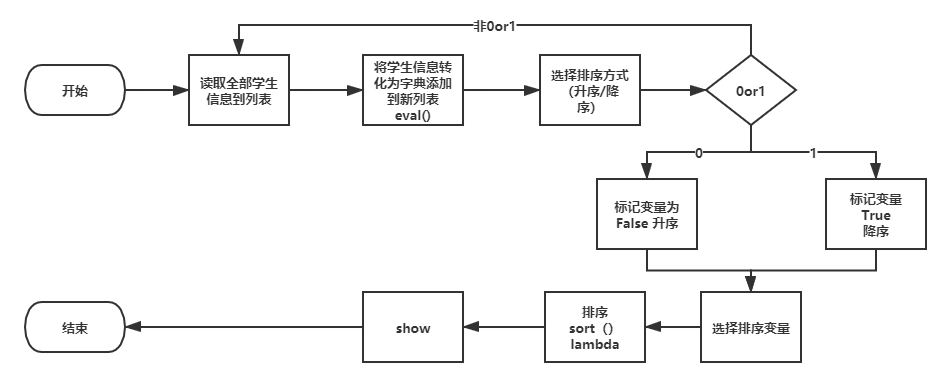 非0or1
开始
读取全部学生
信息到列表
将学生信息转
化为字典添加
到新列表
eval()
选择排序方式
(升序/降
序)
0or1
0
1
标记变量为
False 升序
标记变量
True
降序
结束
show
排序
sort（）
lambda
选择排序变量